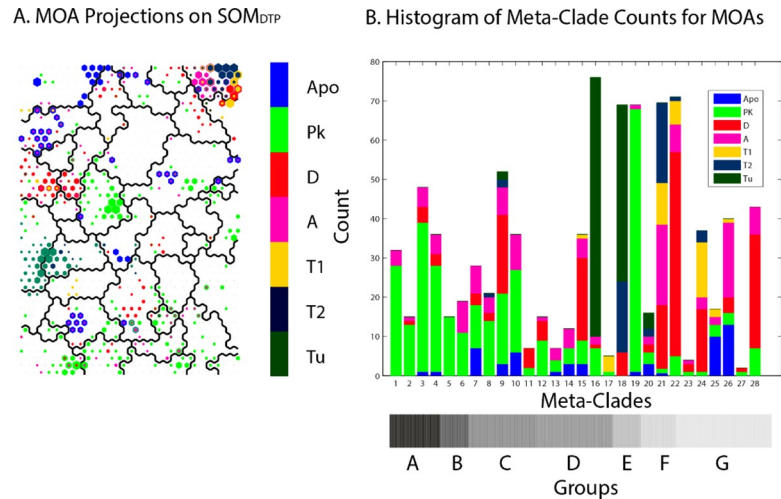 A. MOA Projections on SOM_DTP
B. Histogram of Meta-Clade Counts for MOAs
Apo
Pk
D
A
T1
T2
Tu
Count
80
70
60
50
40
30
20
10
0
Apo
PK
D
A
T1
T2
Tu
1 2 3 4 5 6 7 8 9 10 11 12 13 14 15 16 17 18 19 20 21 22 23 24 25 26 27 28
Meta-Clades
A B C D E F G
Groups